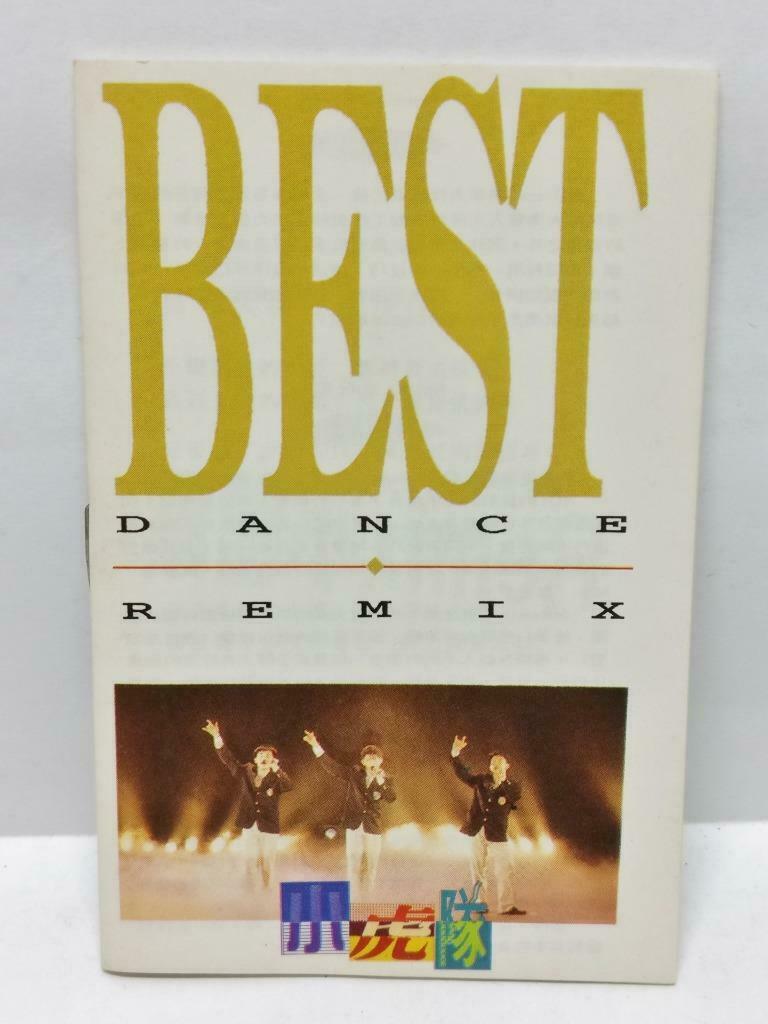 BEST
DANCE
REMIX
小虎隊